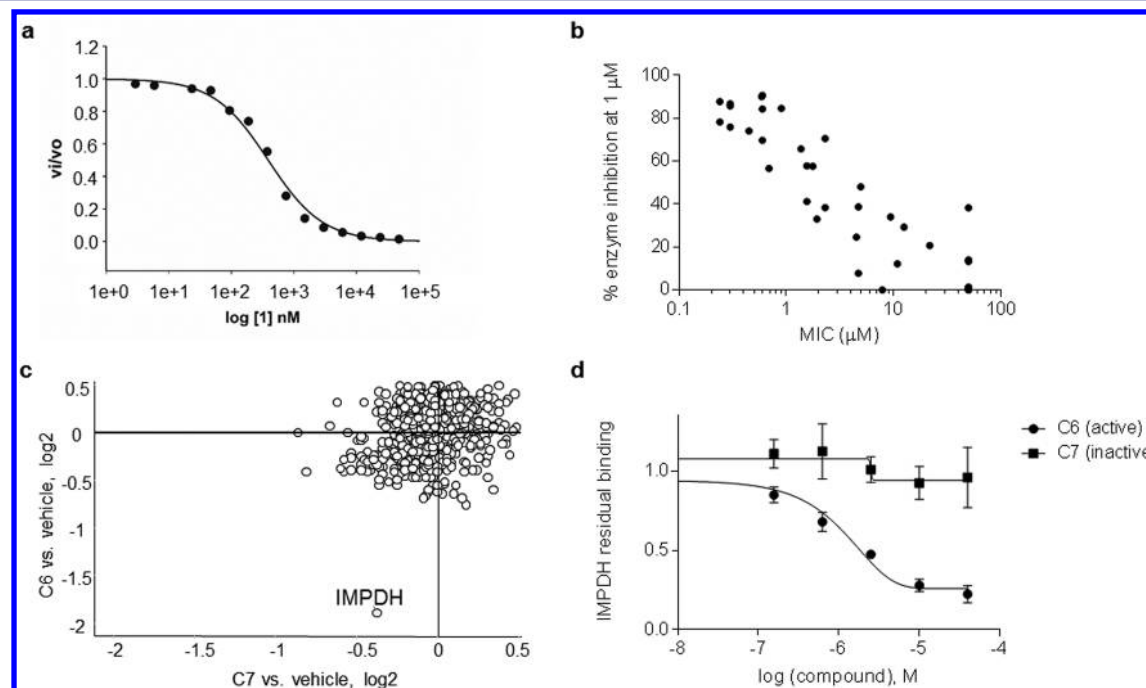 a
1.2
1.0
0.8
0.6
0.4
0.2
0.0
vi/vo
1e+0 1e+1 1e+2 1e+3 1e+4 1e+5
log [1] nM
b
100
80
60
40
20
0
% enzyme inhibition at 1 µM
0.1 1 10 100
MIC (µM)
c
0.5
0
-0.5
-1
-1.5
-2
C6 vs. vehicle, log2
IMPDH
-2 -1.5 -1 -0.5 0 0.5
C7 vs. vehicle, log2
d
1.0
0.5
0.0
IMPDH residual binding
-8 -7 -6 -5 -4
log (compound), M
C6 (active)
C7 (inactive